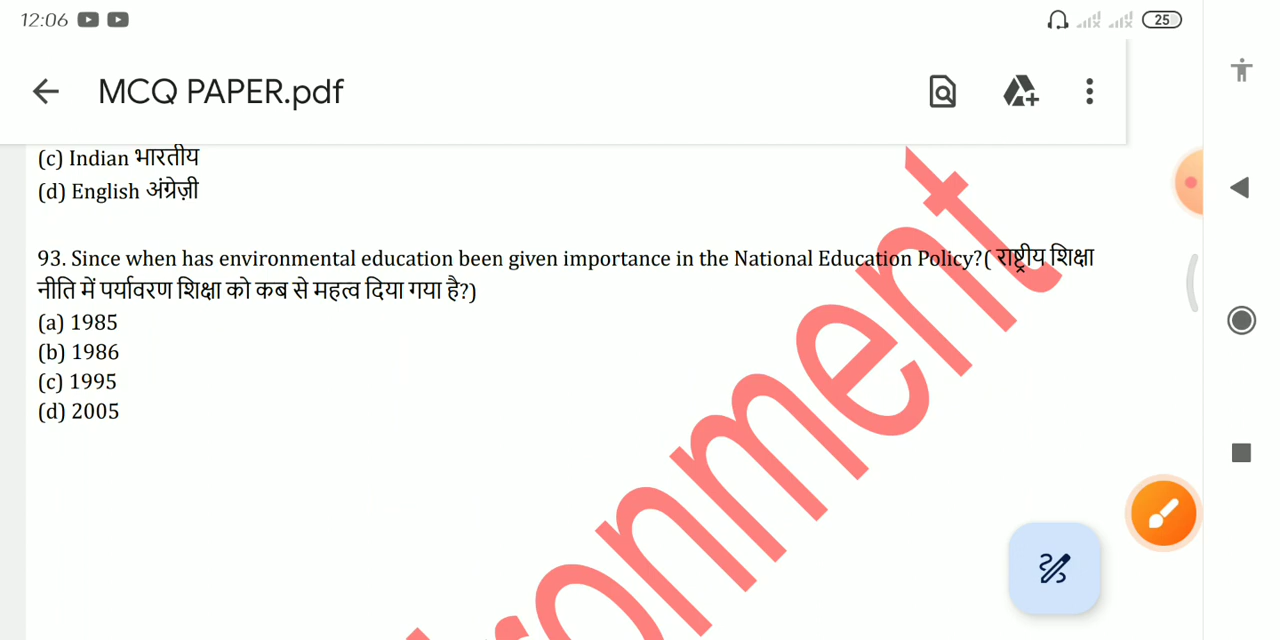 12:06
25
MCQ PAPER.pdf
(c) Indian भारतीय
(d) English अंग्रेज़ी
93. Since when has environmental education been given importance in the National Education Policy?( राष्ट्रीय शिक्षा
नीति में पर्यावरण शिक्षा को कब से महत्व दिया गया है?)
(a) 1985
(b) 1986
(c) 1995
(d) 2005
ronment